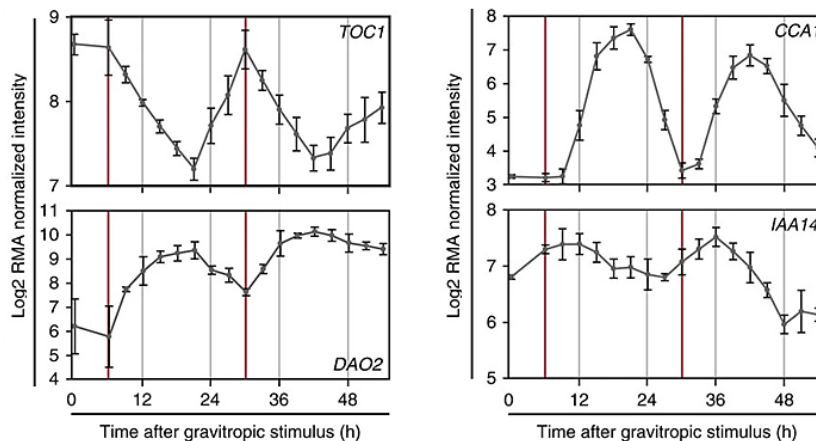 Log2 RMA normalized intensity
9
8
7
TOC1
11
10
9
8
7
6
5
4
DAO2
0 12 24 36 48
Time after gravitropic stimulus (h)
Log2 RMA normalized intensity
8
7
6
5
4
3
CCA1
8
7
6
5
IAA14
0 12 24 36 48
Time after gravitropic stimulus (h)